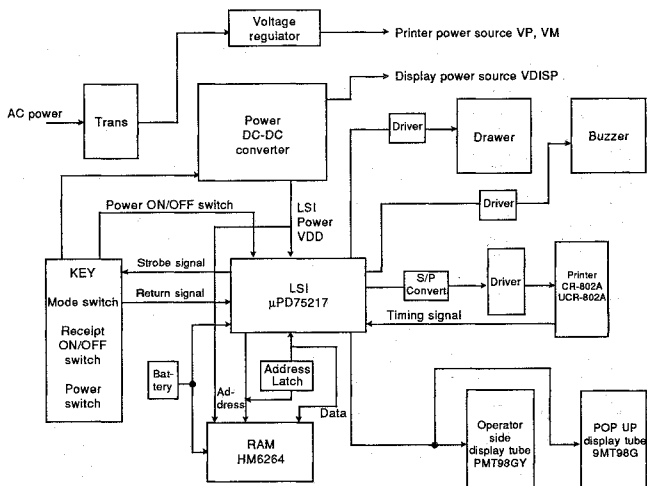 Voltage
regulator
Printer power source VP, VM
Display power source VDISP
AC power
Trans
Power
DC-DC
converter
Driver
Drawer
Buzzer
Driver
Power ON/OFF switch
LSI
Power
VDD
KEY
Mode switch
Receipt
ON/OFF
switch
Power
switch
Strobe signal
Return signal
LSI
µPD75217
S/P
Convert
Driver
Printer
CR-802A
UCR-802A
Timing signal
Bat-
tery
Address
Latch
Ad-
dress
Data
RAM
HM6264
Operator
side
display tube
PMT98GY
POP UP
display tube
9MT98G